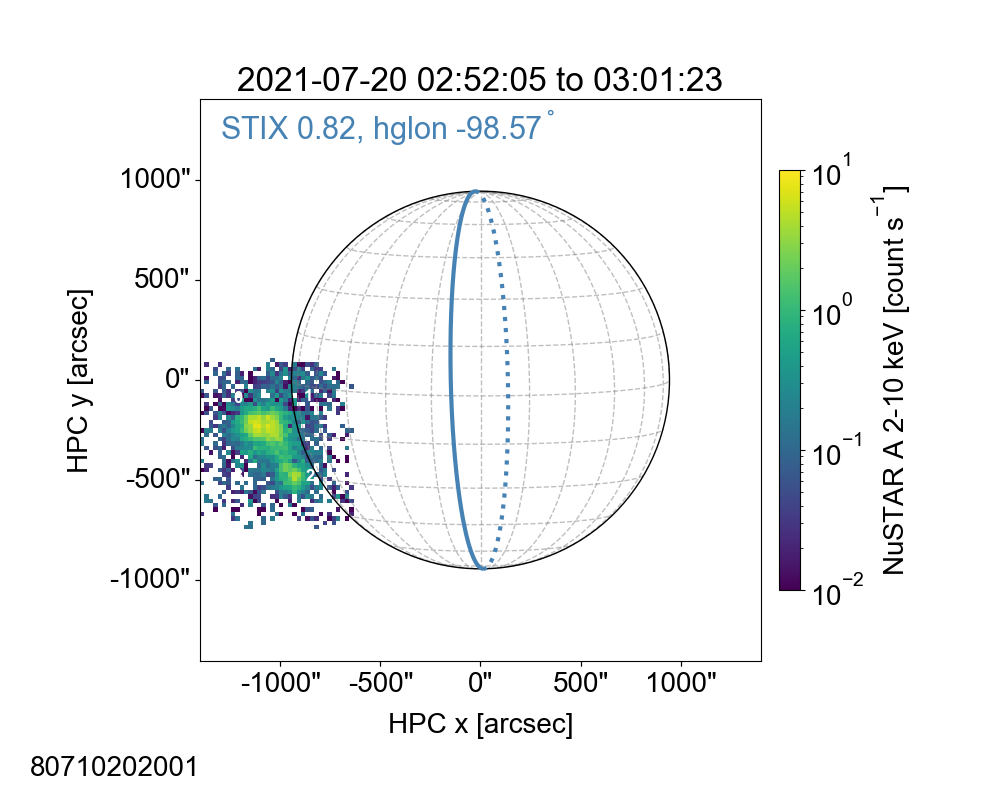 2021-07-20 02:52:05 to 03:01:23
STIX 0.82, hglon -98.57°
1000"
500"
0"
-500"
-1000"
HPC y [arcsec]
-1000" -500" 0" 500" 1000"
HPC x [arcsec]
10¹
10⁰
10⁻¹
10⁻²
NuSTAR A 2-10 keV [count s⁻¹]
80710202001